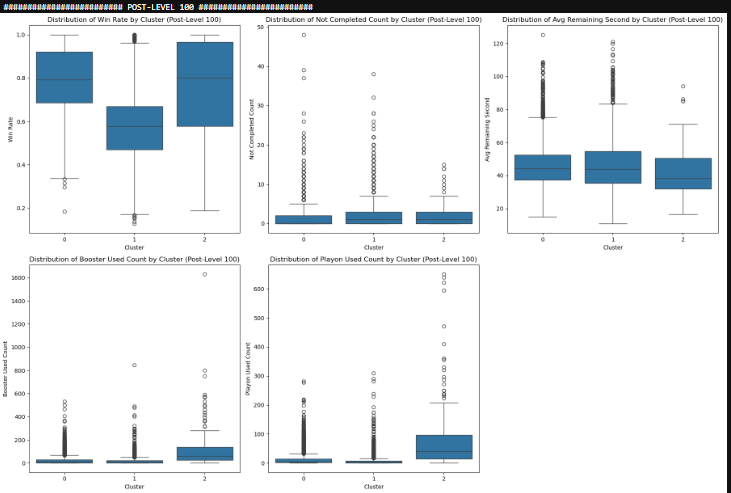 ######################## POST-LEVEL 100 ########################
Distribution of Win Rate by Cluster (Post-Level 100)
Distribution of Not Completed Count by Cluster (Post-Level 100)
Distribution of Avg Remaining Second by Cluster (Post-Level 100)
Win Rate
1.0
0.8
0.6
0.4
0.2
0 1 2
Cluster
Not Completed Count
50
40
30
20
10
0
0 1 2
Cluster
Avg Remaining Second
120
100
80
60
40
20
0 1 2
Cluster
Distribution of Booster Used Count by Cluster (Post-Level 100)
Distribution of Playon Used Count by Cluster (Post-Level 100)
Booster Used Count
1600
1400
1200
1000
800
600
400
200
0
0 1 2
Cluster
Playon Used Count
600
500
400
300
200
100
0
0 1 2
Cluster